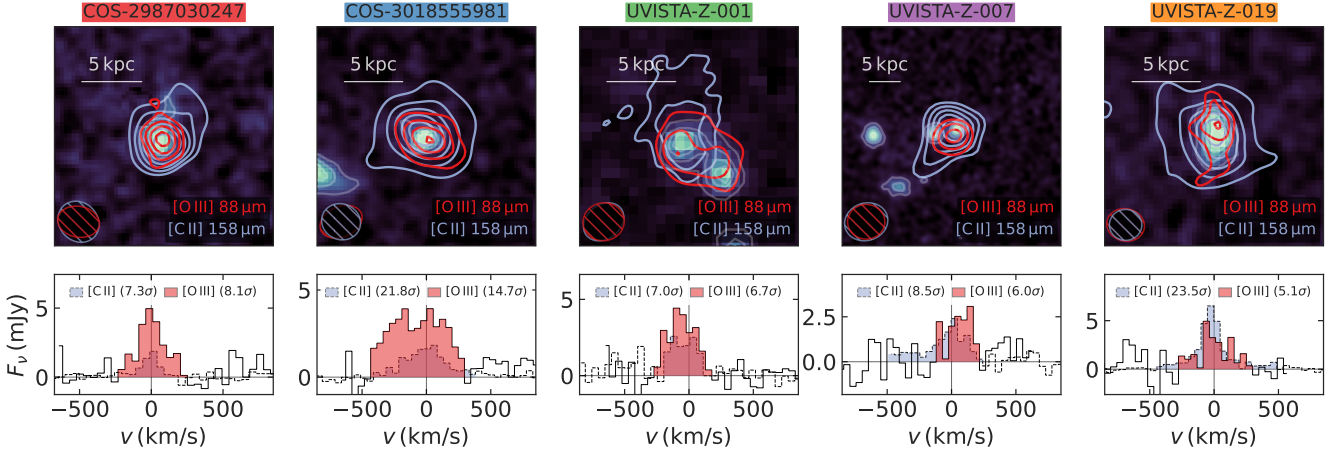 COS-2987030247 COS-3018555981 UVISTA-Z-001 UVISTA-Z-007 UVISTA-Z-019
5 kpc 5 kpc 5 kpc 5 kpc 5 kpc
[O III] 88 μm [O III] 88 μm [O III] 88 μm [O III] 88 μm [O III] 88 μm
[C II] 158 μm [C II] 158 μm [C II] 158 μm [C II] 158 μm [C II] 158 μm
[C II] (7.3σ) [O III] (8.1σ) [C II] (21.8σ) [O III] (14.7σ) [C II] (7.0σ) [O III] (6.7σ) [C II] (8.5σ) [O III] (6.0σ) [C II] (23.5σ) [O III] (5.1σ)
5 5 5 2.5 5
Fν (mJy)
0 0 0 0.0 0
−500 0 500 −500 0 500 −500 0 500 −500 0 500 −500 0 500
v (km/s) v (km/s) v (km/s) v (km/s) v (km/s)